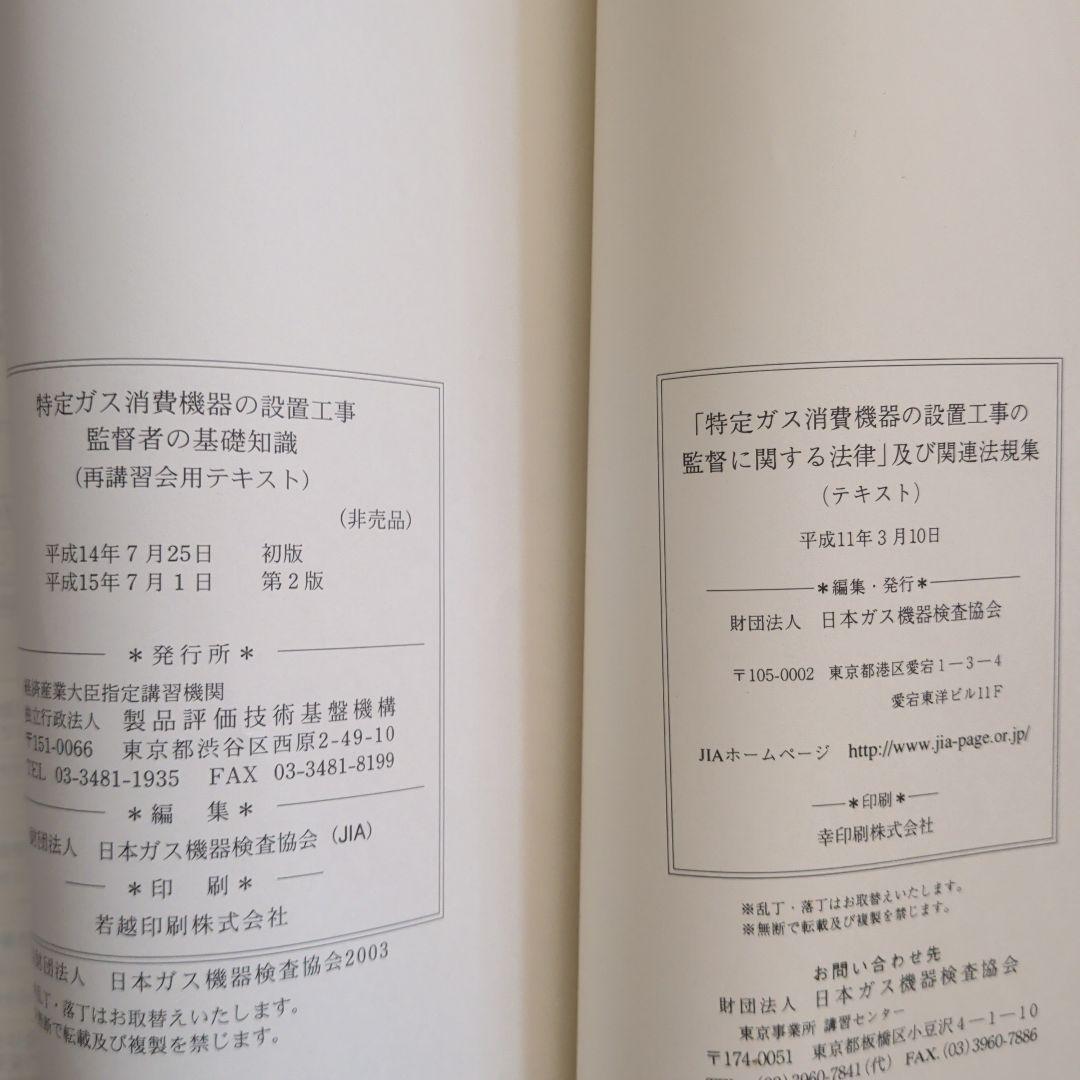 特定ガス消費機器の設置工事
監督者の基礎知識
(再講習会用テキスト)
(非売品)
平成14年7月25日 初版
平成15年7月1日 第2版
＊発行所＊
経済産業大臣指定講習機関
独立行政法人 製品評価技術基盤機構
〒151-0066 東京都渋谷区西原2-49-10
TEL 03-3481-1935 FAX 03-3481-8199
＊編 集＊
財団法人 日本ガス機器検査協会 (JIA)
＊印 刷＊
若越印刷株式会社
財団法人 日本ガス機器検査協会2003
乱丁・落丁はお取替えいたします。
無断で転載及び複製を禁じます。
「特定ガス消費機器の設置工事の
監督に関する法律」及び関連法規集
(テキスト)
平成11年3月10日
＊編集・発行＊
財団法人 日本ガス機器検査協会
〒105-0002 東京都港区愛宕1－3－4
愛宕東洋ビル11F
JIAホームページ http://www.jia-page.or.jp/
＊印刷＊
幸印刷株式会社
※乱丁・落丁はお取替えいたします。
※無断で転載及び複製を禁じます。
お問い合わせ先
財団法人 日本ガス機器検査協会
東京事業所 講習センター
〒174-0051 東京都板橋区小豆沢4－1－10
TEL.(03)3960-7841(代) FAX.(03)3960-7886